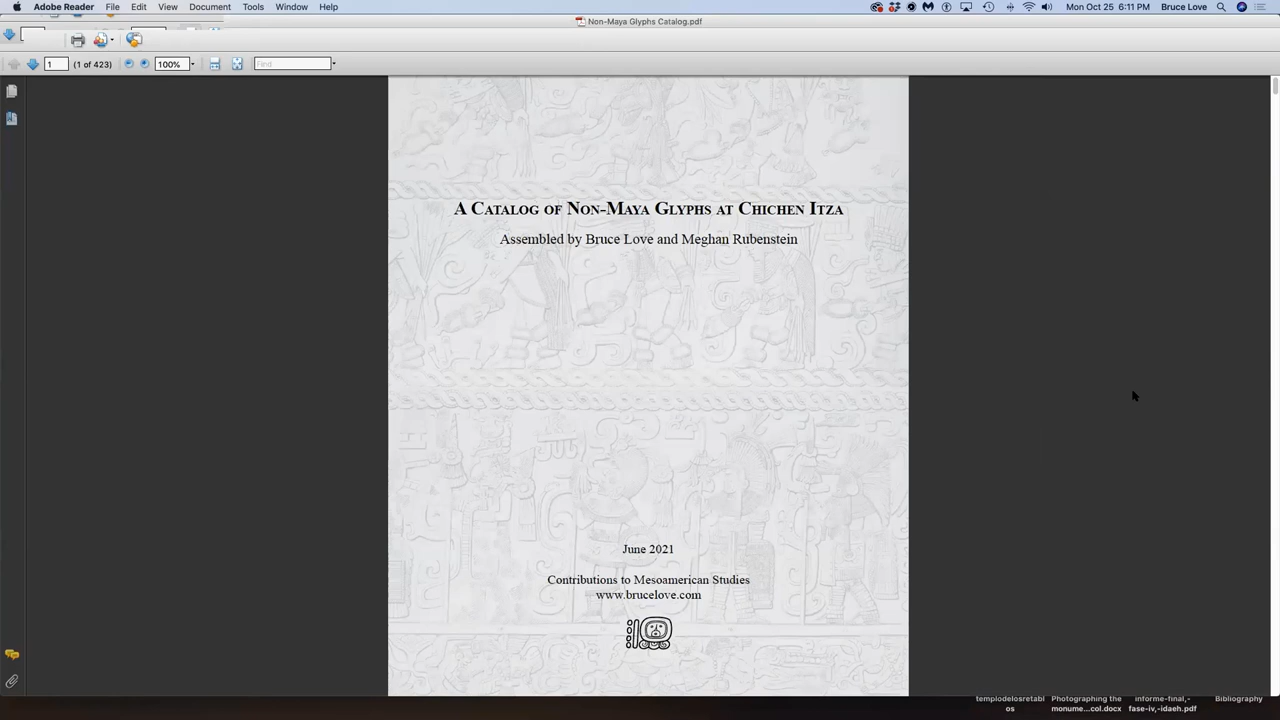 Adobe Reader File Edit View Document Tools Window Help Mon Oct 25 6:11 PM Bruce Love
Non-Maya Glyphs Catalog.pdf
1 (1 of 423) 100% Find
A Catalog of Non-Maya Glyphs at Chichen Itza
Assembled by Bruce Love and Meghan Rubenstein
June 2021
Contributions to Mesoamerican Studies
www.brucelove.com
templodelosretabl Photographing the informe-final,- Bibliography
os monume...col.docx fase-iv,-idaeh.pdf